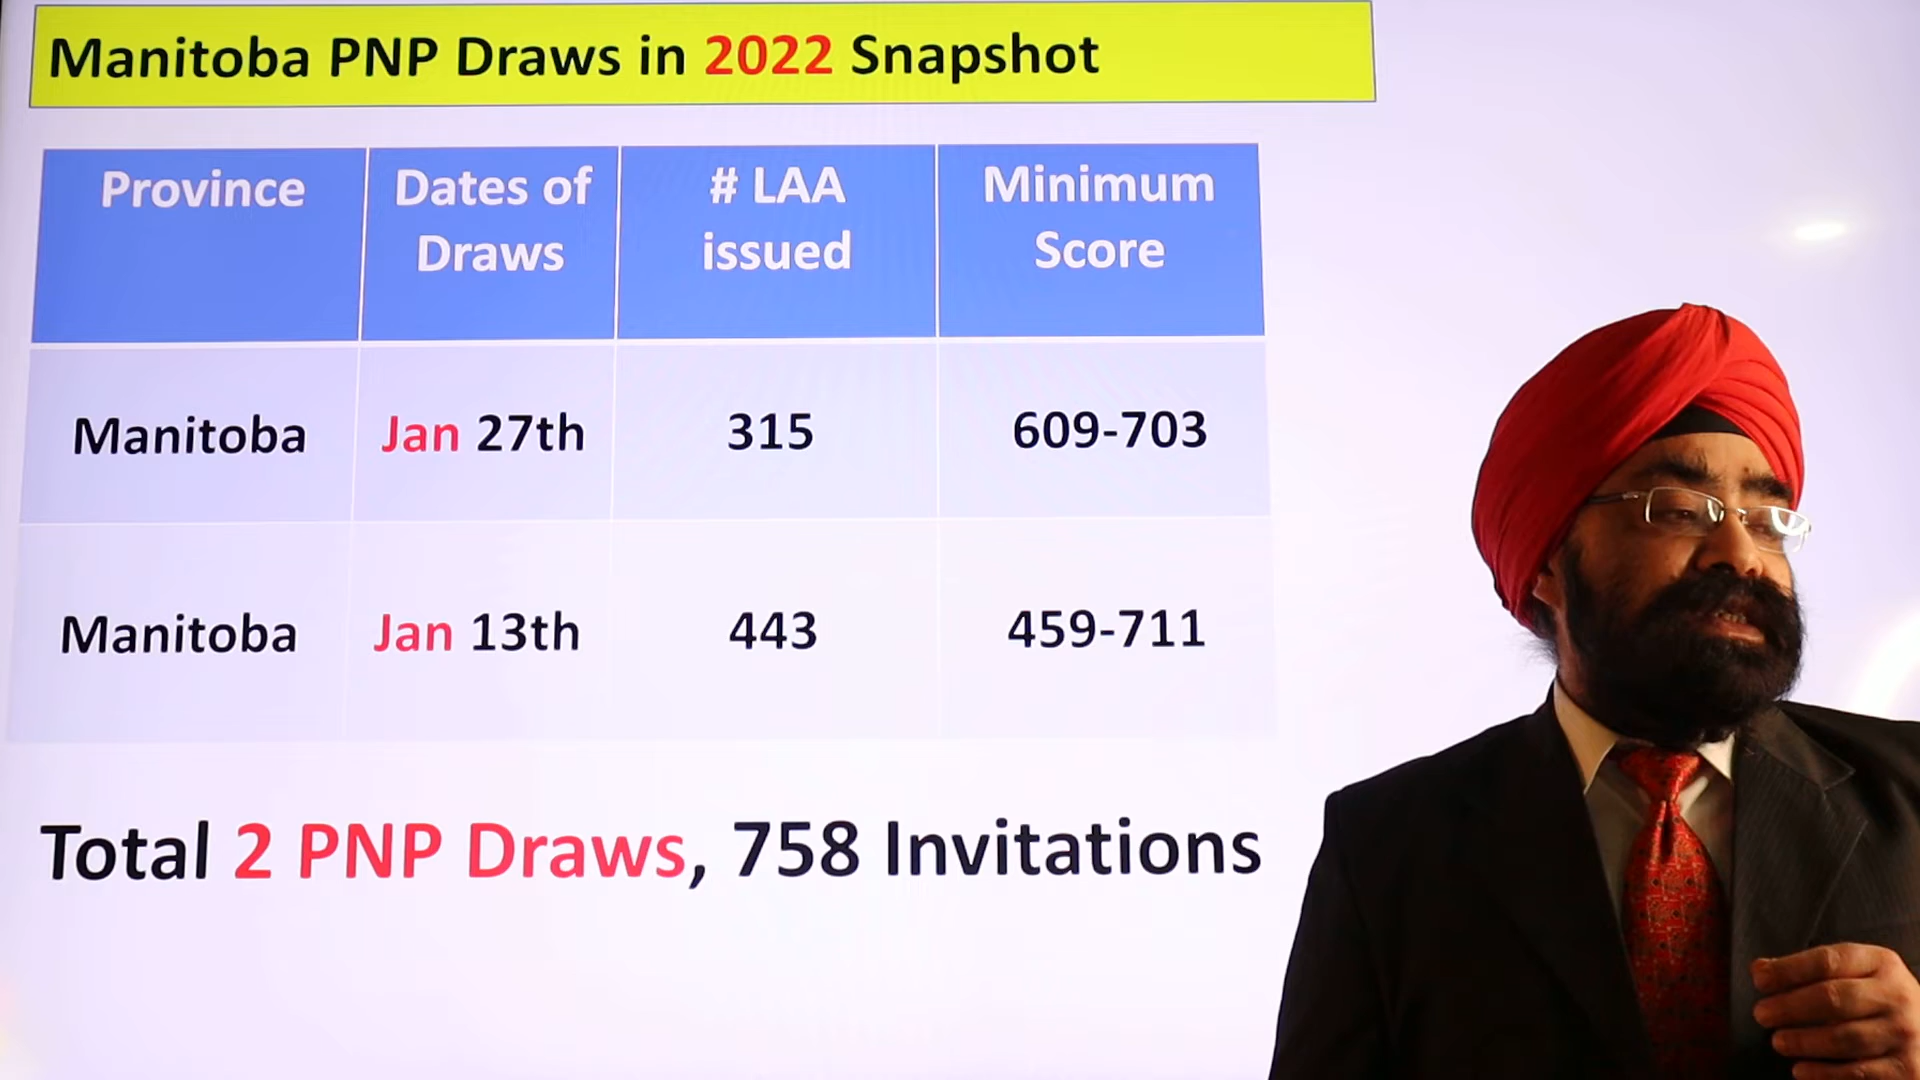 Manitoba PNP Draws in 2022 Snapshot
Province
Dates of
Draws
# LAA
issued
Minimum
Score
Manitoba
Jan 27th
315
609-703
Manitoba
Jan 13th
443
459-711
Total 2 PNP Draws, 758 Invitations